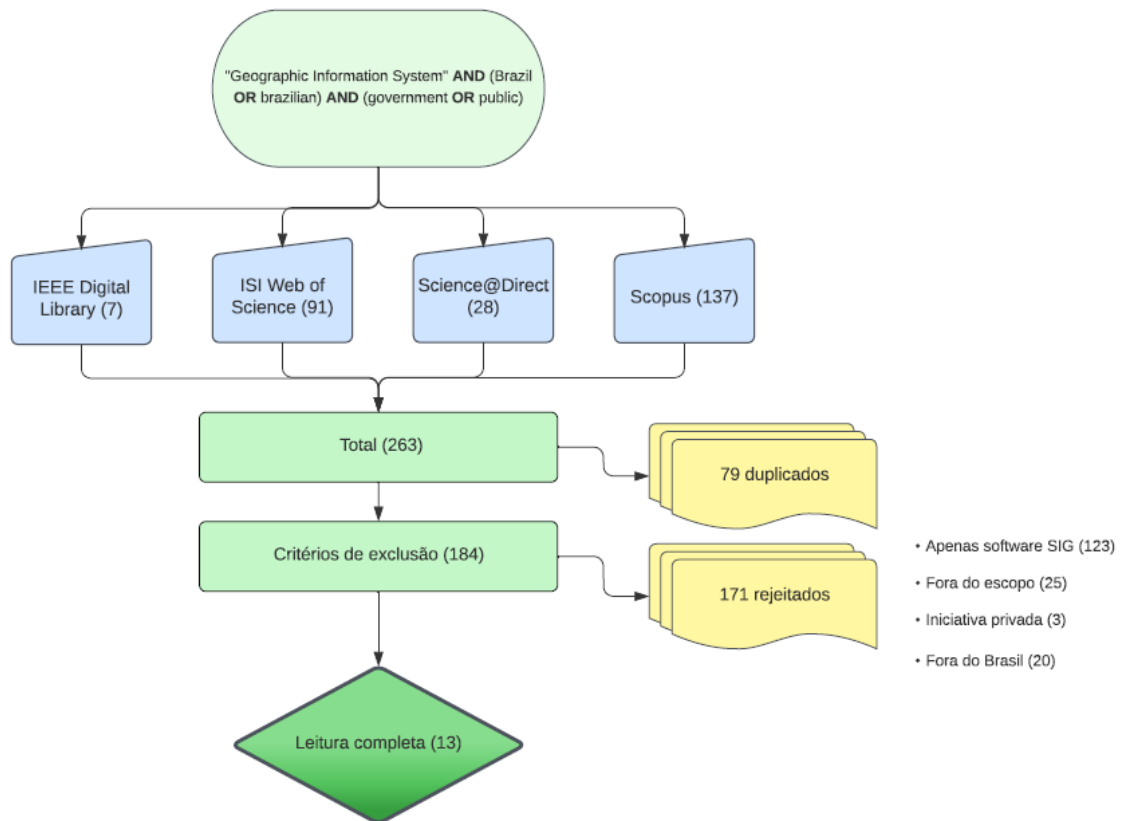 "Geographic Information System" AND (Brazil
OR brazilian) AND (government OR public)
IEEE Digital
Library (7)
ISI Web of
Science (91)
Science@Direct
(28)
Scopus (137)
Total (263)
79 duplicados
Critérios de exclusão (184)
171 rejeitados
• Apenas software SIG (123)
• Fora do escopo (25)
• Iniciativa privada (3)
• Fora do Brasil (20)
Leitura completa (13)